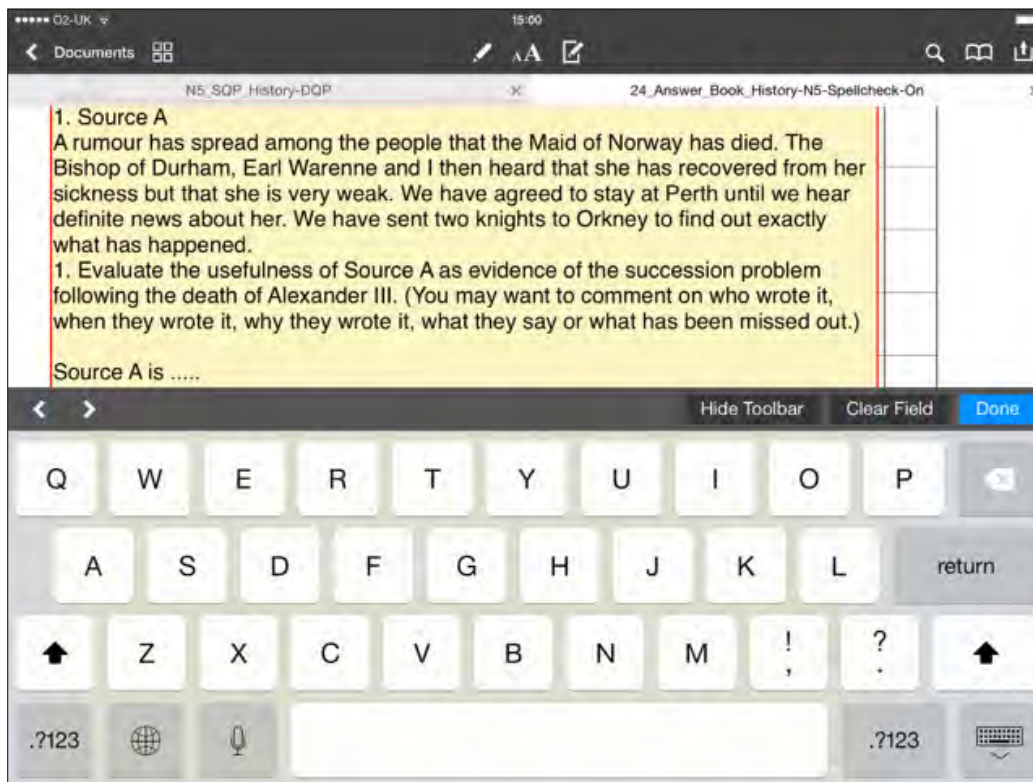 O2-UK 15:00
Documents AA
N5_SQP_History-DQP × 24_Answer_Book_History-N5-Spellcheck-On
1. Source A
A rumour has spread among the people that the Maid of Norway has died. The
Bishop of Durham, Earl Warenne and I then heard that she has recovered from her
sickness but that she is very weak. We have agreed to stay at Perth until we hear
definite news about her. We have sent two knights to Orkney to find out exactly
what has happened.
1. Evaluate the usefulness of Source A as evidence of the succession problem
following the death of Alexander III. (You may want to comment on who wrote it,
when they wrote it, why they wrote it, what they say or what has been missed out.)
Source A is .....
Hide Toolbar Clear Field Done
Q W E R T Y U I O P
A S D F G H J K L return
Z X C V B N M ! , ? .
.?123 .?123